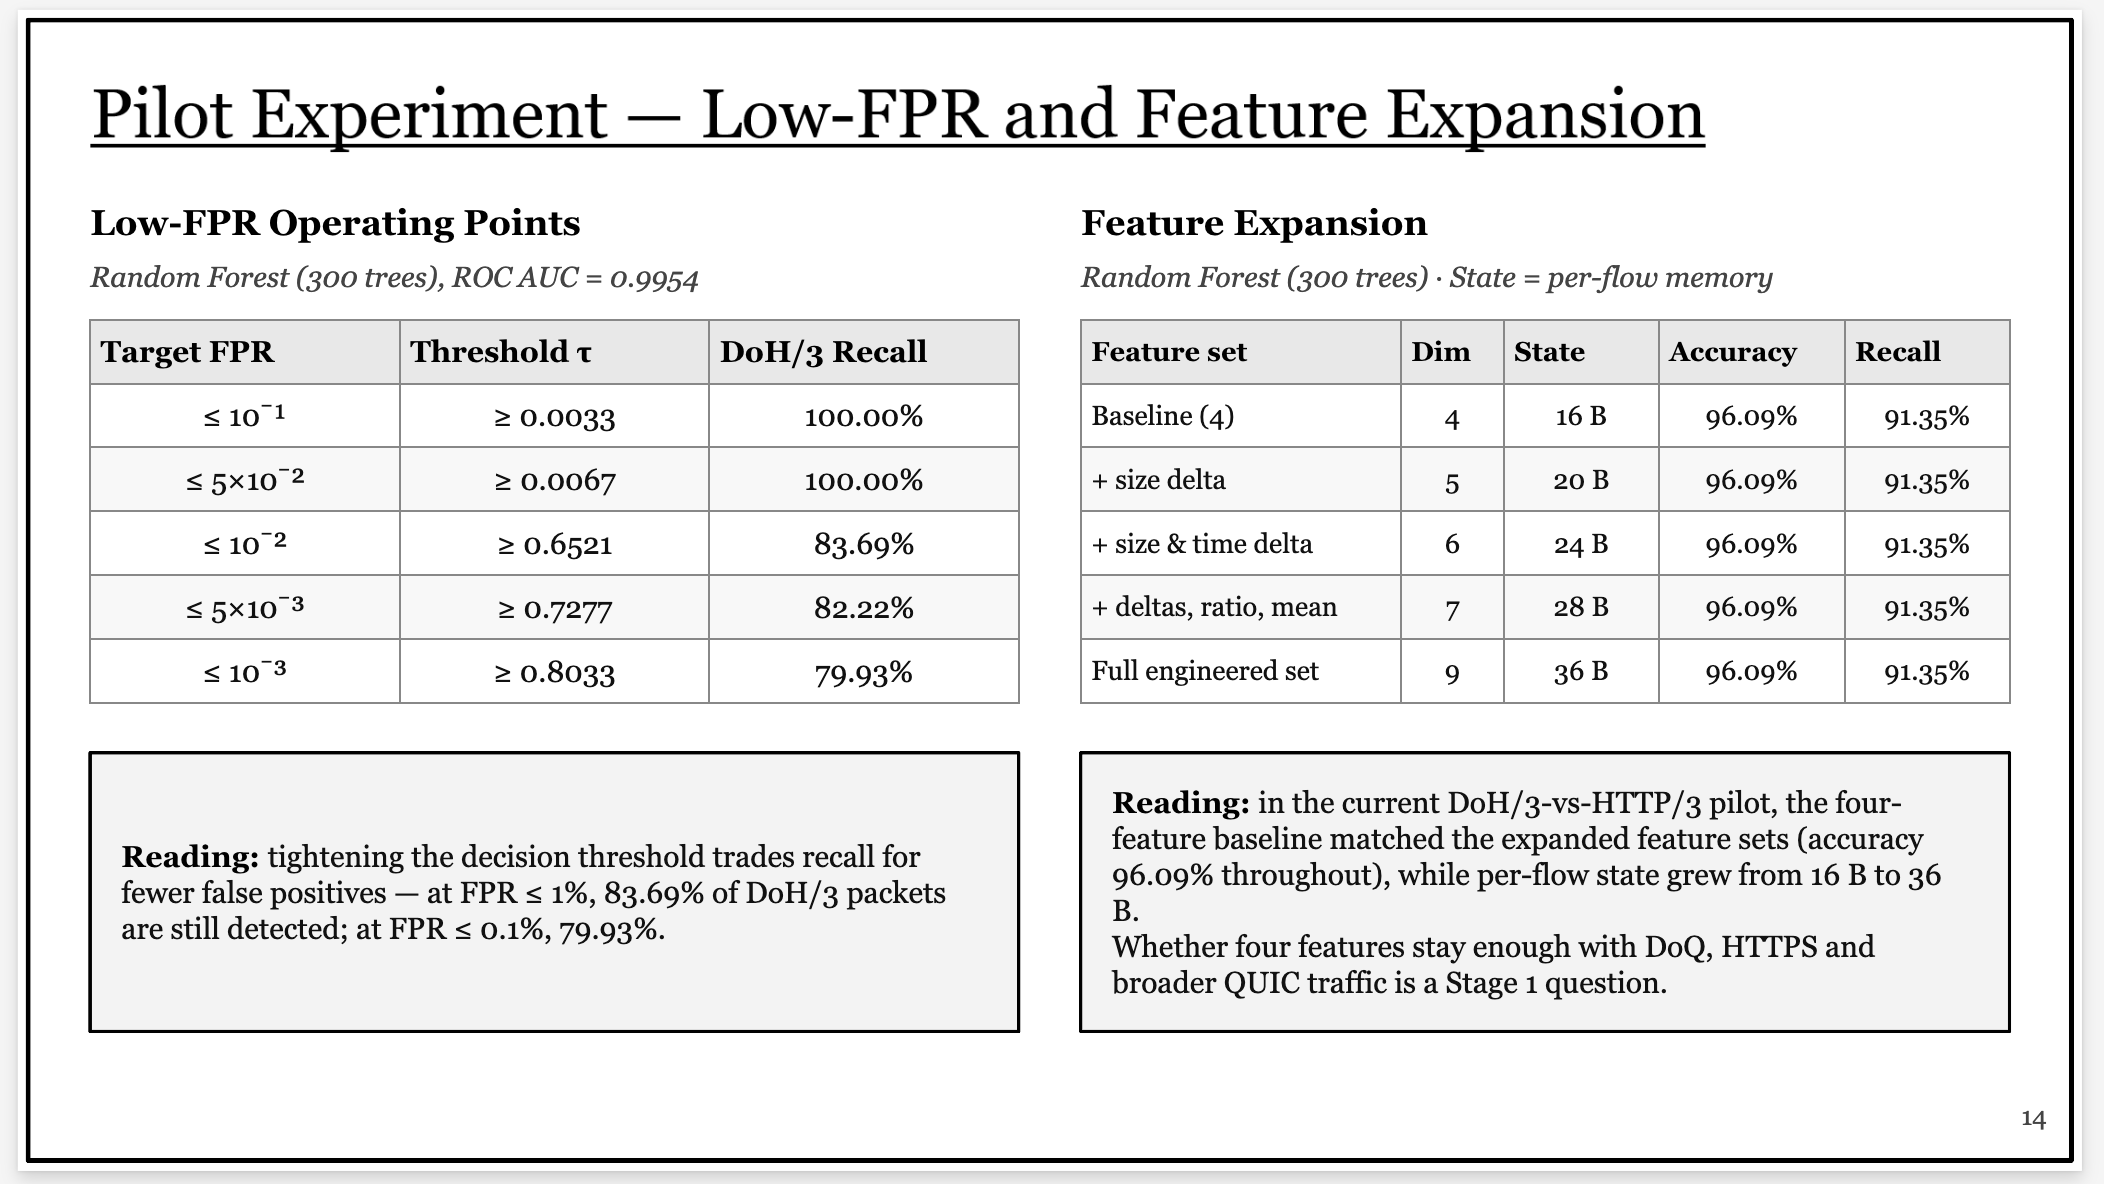 Pilot Experiment — Low-FPR and Feature Expansion
Low-FPR Operating Points
Random Forest (300 trees), ROC AUC = 0.9954
Target FPR Threshold τ DoH/3 Recall
≤ 10⁻¹ ≥ 0.0033 100.00%
≤ 5×10⁻² ≥ 0.0067 100.00%
≤ 10⁻² ≥ 0.6521 83.69%
≤ 5×10⁻³ ≥ 0.7277 82.22%
≤ 10⁻³ ≥ 0.8033 79.93%
Reading: tightening the decision threshold trades recall for
fewer false positives — at FPR ≤ 1%, 83.69% of DoH/3 packets
are still detected; at FPR ≤ 0.1%, 79.93%.
Feature Expansion
Random Forest (300 trees) · State = per-flow memory
Feature set Dim State Accuracy Recall
Baseline (4) 4 16 B 96.09% 91.35%
+ size delta 5 20 B 96.09% 91.35%
+ size & time delta 6 24 B 96.09% 91.35%
+ deltas, ratio, mean 7 28 B 96.09% 91.35%
Full engineered set 9 36 B 96.09% 91.35%
Reading: in the current DoH/3-vs-HTTP/3 pilot, the four-
feature baseline matched the expanded feature sets (accuracy
96.09% throughout), while per-flow state grew from 16 B to 36
B.
Whether four features stay enough with DoQ, HTTPS and
broader QUIC traffic is a Stage 1 question.
14